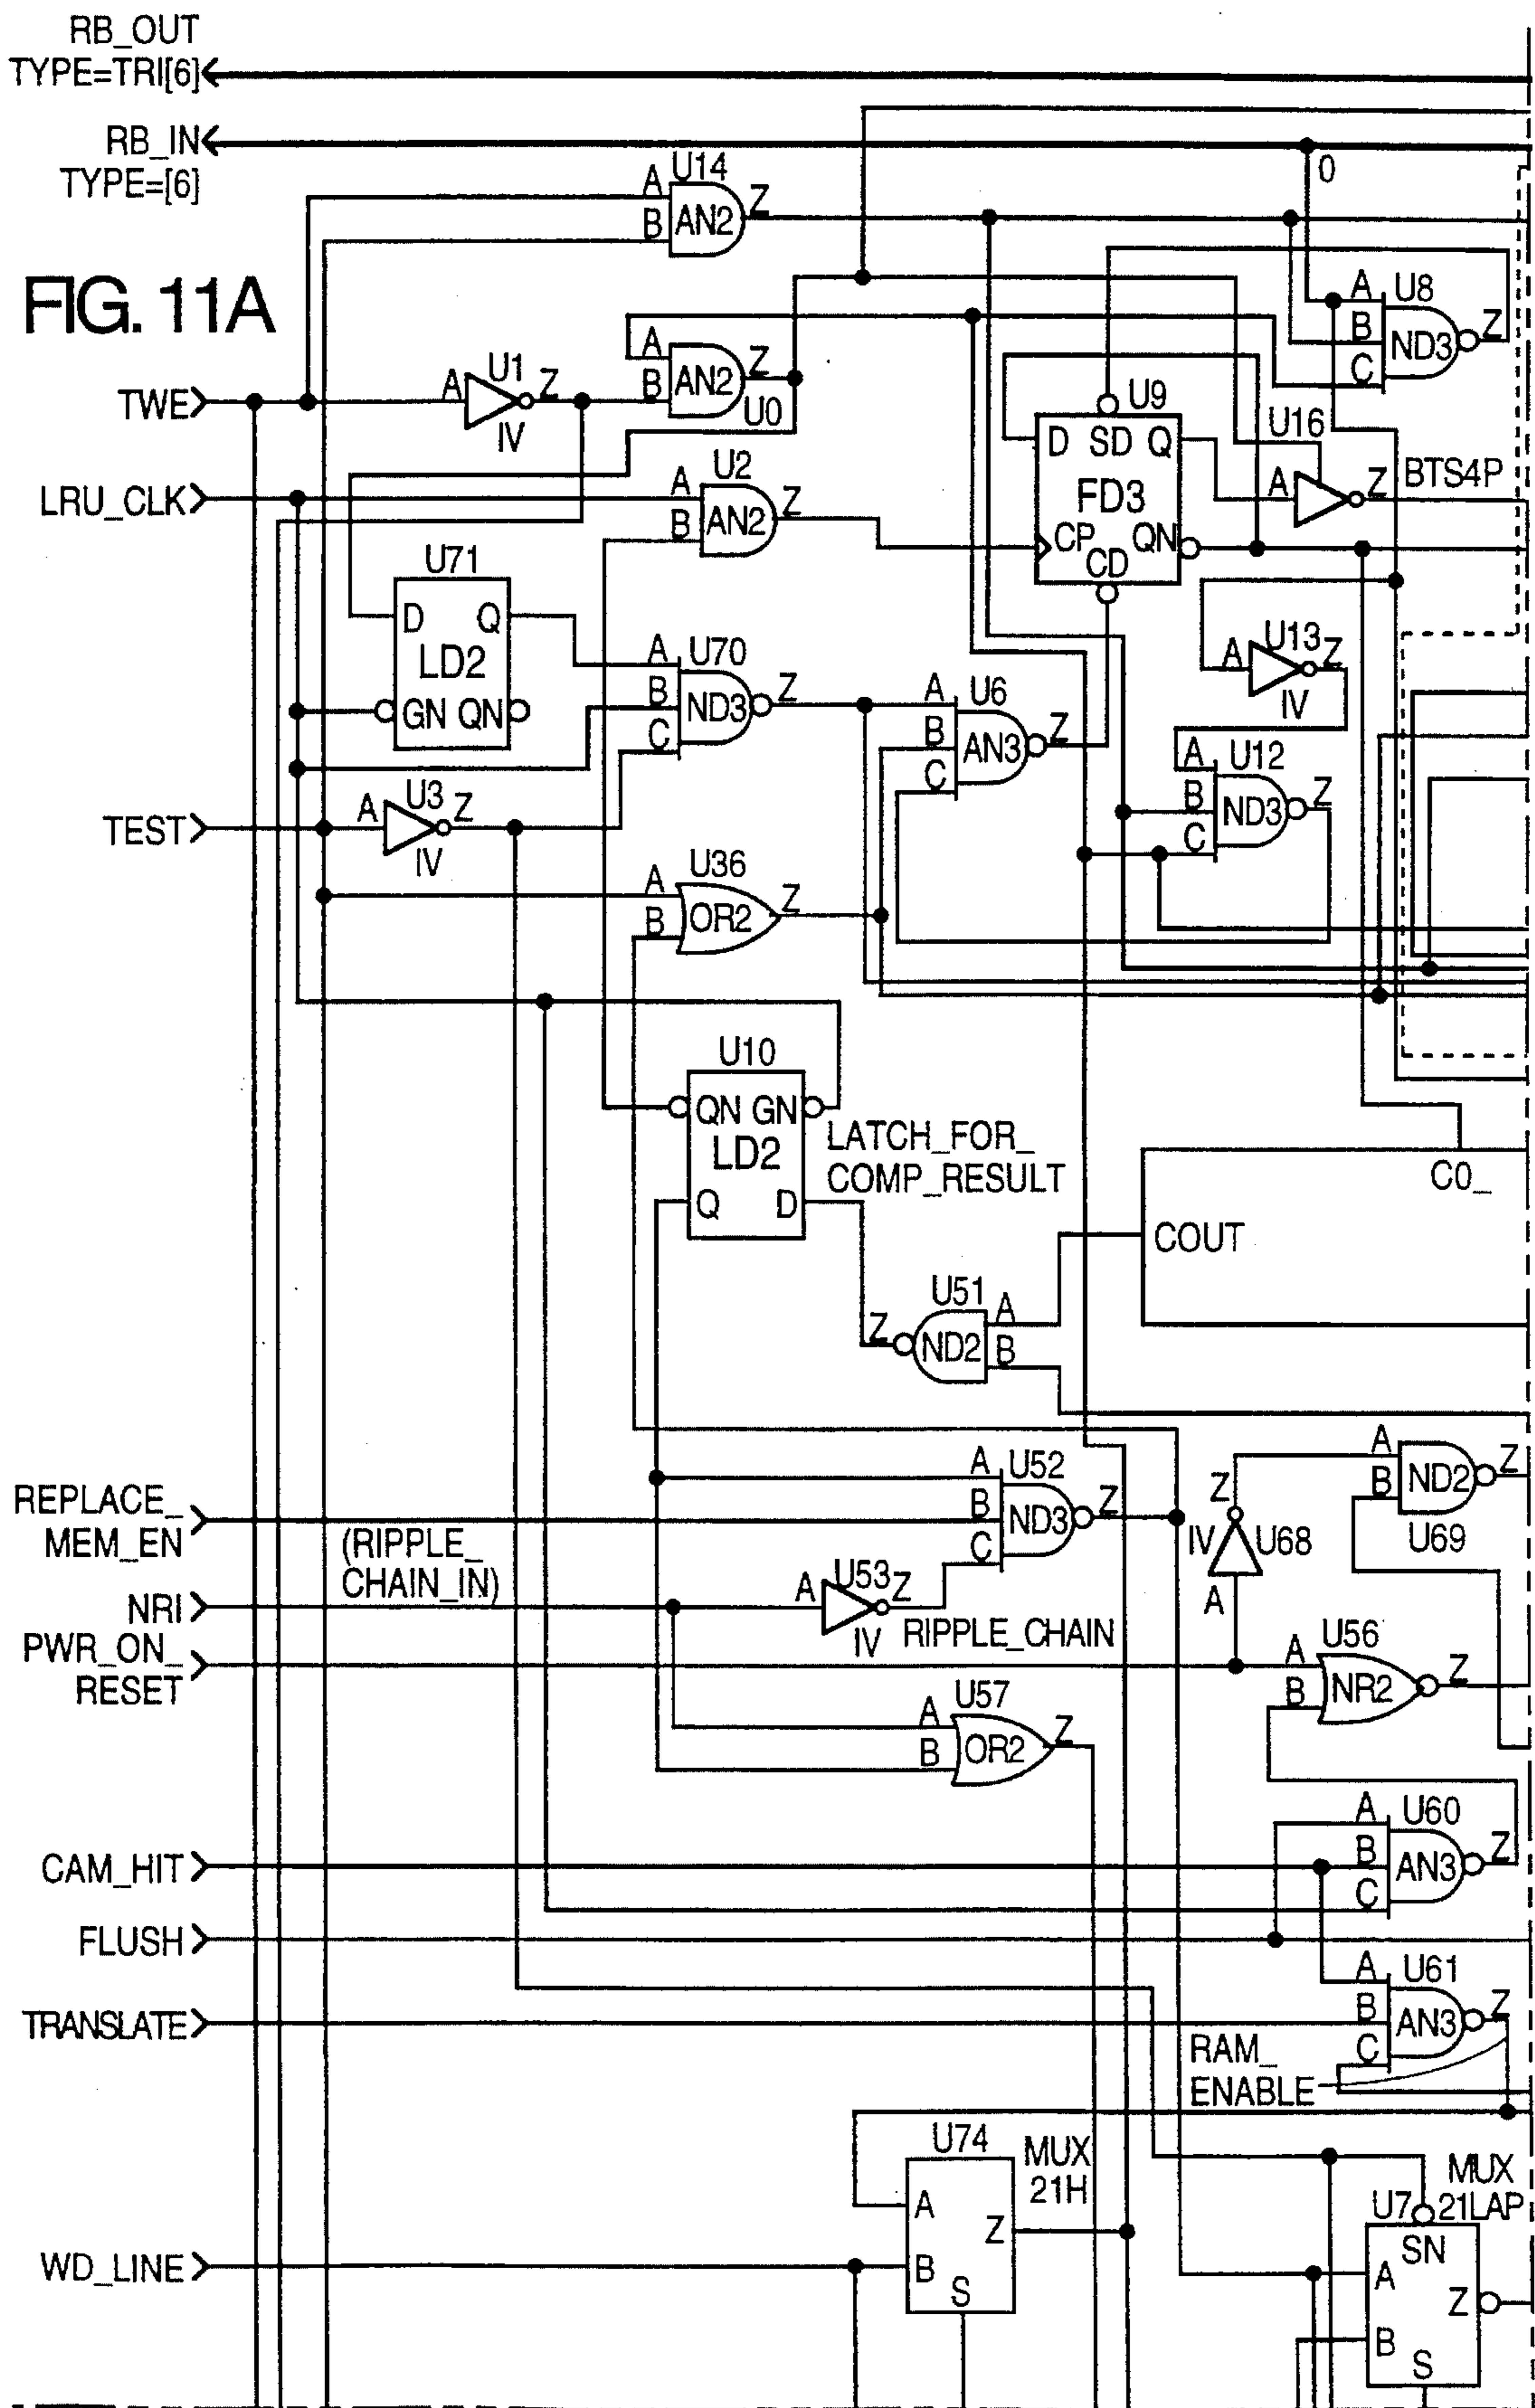 RB_OUT
TYPE=TRI[6]
RB_IN
TYPE=[6]
0
FIG. 11A
U14
A
B
AN2
Z
A
B
C
U8
ND3
Z
TWE
A
U1
Z
IV
A
B
AN2
Z
U0
U9
D SD Q
FD3
CP QN
CD
U16
A
Z
BTS4P
LRU_CLK
U2
A
B
AN2
Z
U71
D Q
LD2
GN QN
A
B
C
U70
ND3
Z
A
B
C
U6
AN3
Z
A
U13
Z
IV
A
B
C
U12
ND3
Z
TEST
A
U3
Z
IV
U36
A
B
OR2
Z
U10
QN GN
LD2
Q D
LATCH_FOR_
COMP_RESULT
C0_
COUT
U51
A
B
ND2
Z
REPLACE_
MEM_EN
A
B
C
U52
ND3
Z
A
B
ND2
Z
U69
Z
IV
U68
A
(RIPPLE_
CHAIN_IN)
NRI
A
U53
Z
IV
RIPPLE_CHAIN
PWR_ON_
RESET
A
B
U56
NR2
Z
U57
A
B
OR2
Z
CAM_HIT
A
B
C
U60
AN3
Z
FLUSH
A
B
C
U61
AN3
Z
TRANSLATE
RAM_
ENABLE
U74
MUX
21H
A
B
Z
S
WD_LINE
MUX
21LAP
U7
SN
A
B
Z
S